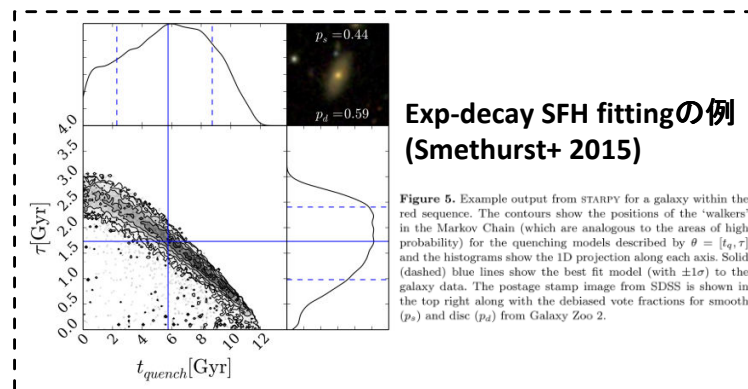 p_s = 0.44
p_d = 0.59
Exp-decay SFH fittingの例
(Smethurst+ 2015)
4.0
3.5
3.0
2.5
2.0
1.5
1.0
0.5
0.0
τ[Gyr]
0 2 4 6 8 10 12
t_quench[Gyr]
Figure 5. Example output from STARPY for a galaxy within the
red sequence. The contours show the positions of the ‘walkers’
in the Markov Chain (which are analogous to the areas of high
probability) for the quenching models described by θ = [t_q, τ]
and the histograms show the 1D projection along each axis. Solid
(dashed) blue lines show the best fit model (with ±1σ) to the
galaxy data. The postage stamp image from SDSS is shown in
the top right along with the debiased vote fractions for smooth
(p_s) and disc (p_d) from Galaxy Zoo 2.